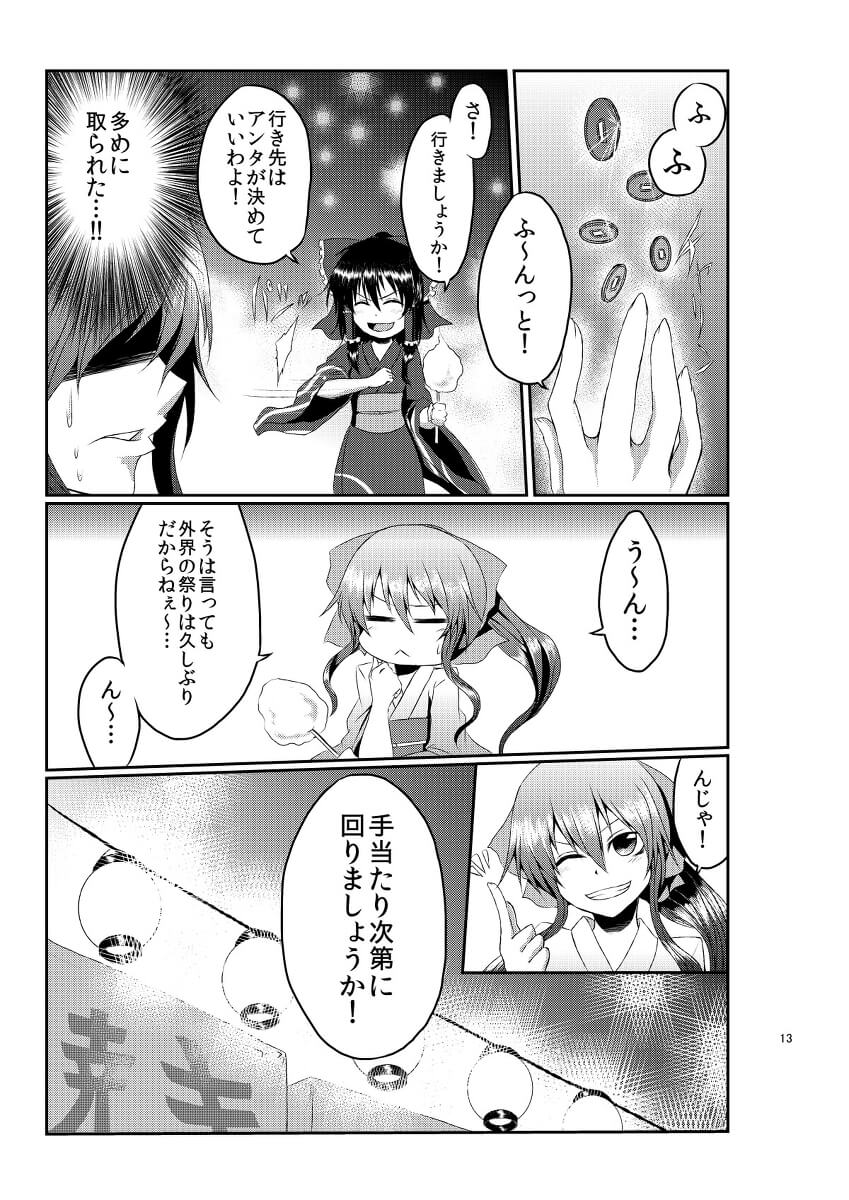 ふ
ふ
ふ〜んっと！
さ！
行きましょうか！
行き先は
アンタが決めて
いいわよ！
多めに
取られた…!!
う〜ん…
そうは言っても
外界の祭りは久しぶり
だからねぇ〜…
ん〜…
んじゃ！
手当たり次第に
回りましょうか！
13